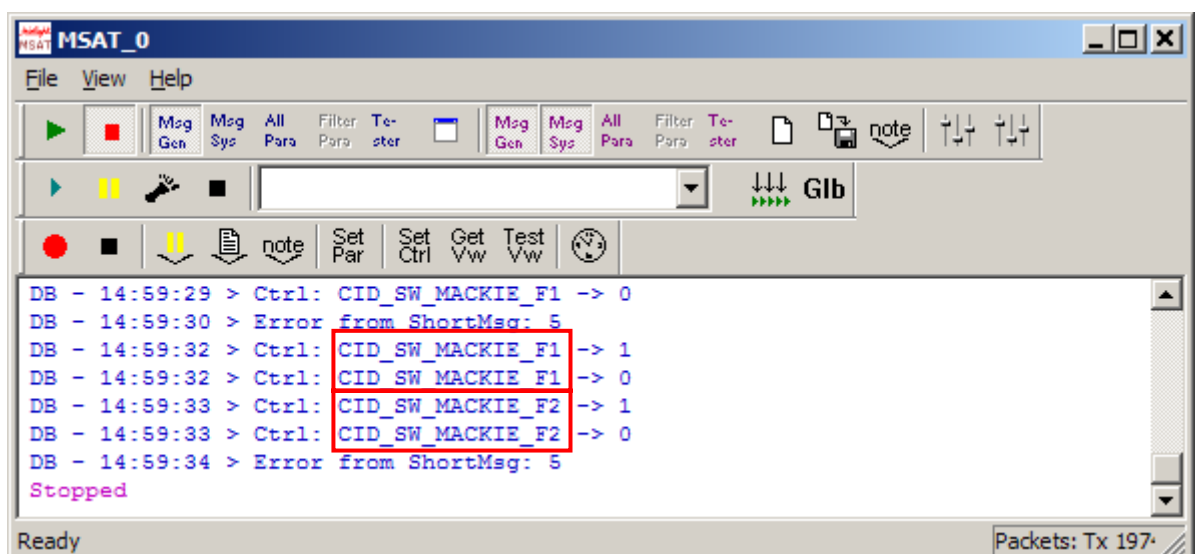 MSAT_0
File View Help
Msg Gen Msg Sys All Para Filter Para Te-ster Msg Gen Msg Sys All Para Filter Para Te-ster note
Glb
note Set Par Set Ctrl Get Vw Test Vw
DB - 14:59:29 > Ctrl: CID_SW_MACKIE_F1 -> 0
DB - 14:59:30 > Error from ShortMsg: 5
DB - 14:59:32 > Ctrl: CID_SW_MACKIE_F1 -> 1
DB - 14:59:32 > Ctrl: CID_SW_MACKIE_F1 -> 0
DB - 14:59:33 > Ctrl: CID_SW_MACKIE_F2 -> 1
DB - 14:59:33 > Ctrl: CID_SW_MACKIE_F2 -> 0
DB - 14:59:34 > Error from ShortMsg: 5
Stopped
Ready Packets: Tx 197